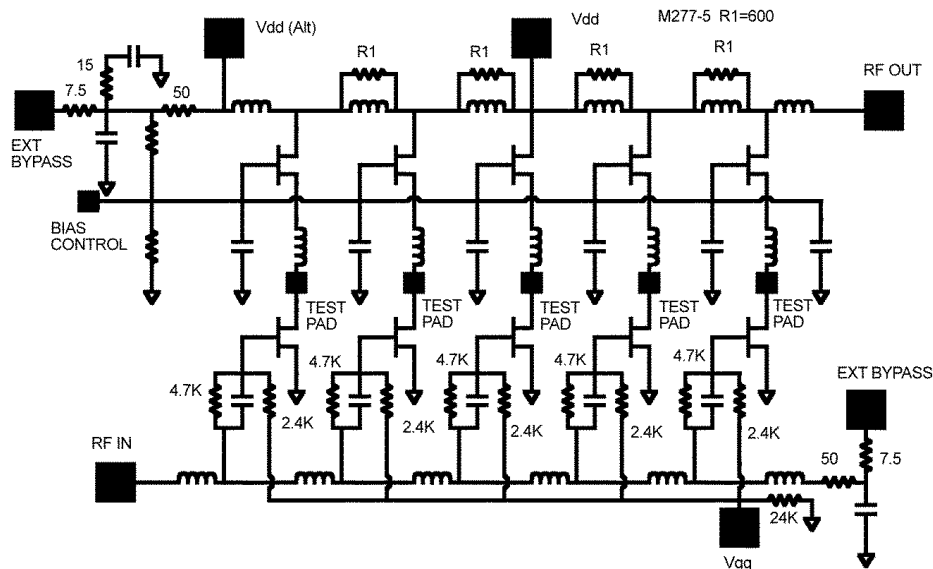 M277-5 R1=600
Vdd (Alt)
Vdd
R1
R1
R1
R1
RF OUT
15
7.5
50
EXT
BYPASS
BIAS
CONTROL
TEST
PAD
TEST
PAD
TEST
PAD
TEST
PAD
TEST
PAD
4.7K
4.7K
4.7K
4.7K
4.7K
EXT BYPASS
2.4K
2.4K
2.4K
2.4K
2.4K
RF IN
50
7.5
24K
Vgg